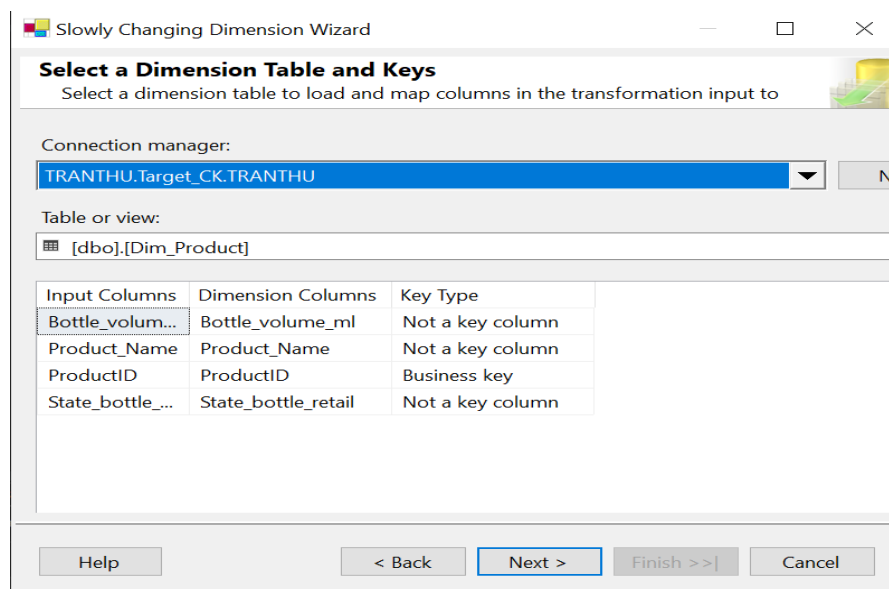 Slowly Changing Dimension Wizard
Select a Dimension Table and Keys
Select a dimension table to load and map columns in the transformation input to
Connection manager:
TRANTHU.Target_CK.TRANTHU
N
Table or view:
[dbo].[Dim_Product]
Input Columns Dimension Columns Key Type
Bottle_volum... Bottle_volume_ml Not a key column
Product_Name Product_Name Not a key column
ProductID ProductID Business key
State_bottle_... State_bottle_retail Not a key column
Help < Back Next > Finish >>| Cancel